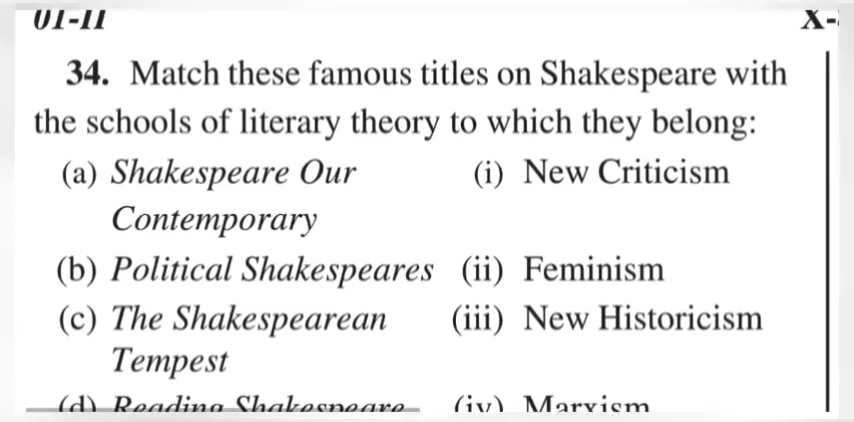 01-II X-
34. Match these famous titles on Shakespeare with
the schools of literary theory to which they belong:
(a) Shakespeare Our (i) New Criticism
Contemporary
(b) Political Shakespeares (ii) Feminism
(c) The Shakespearean (iii) New Historicism
Tempest
(d) Reading Shakespeare (iv) Marxism